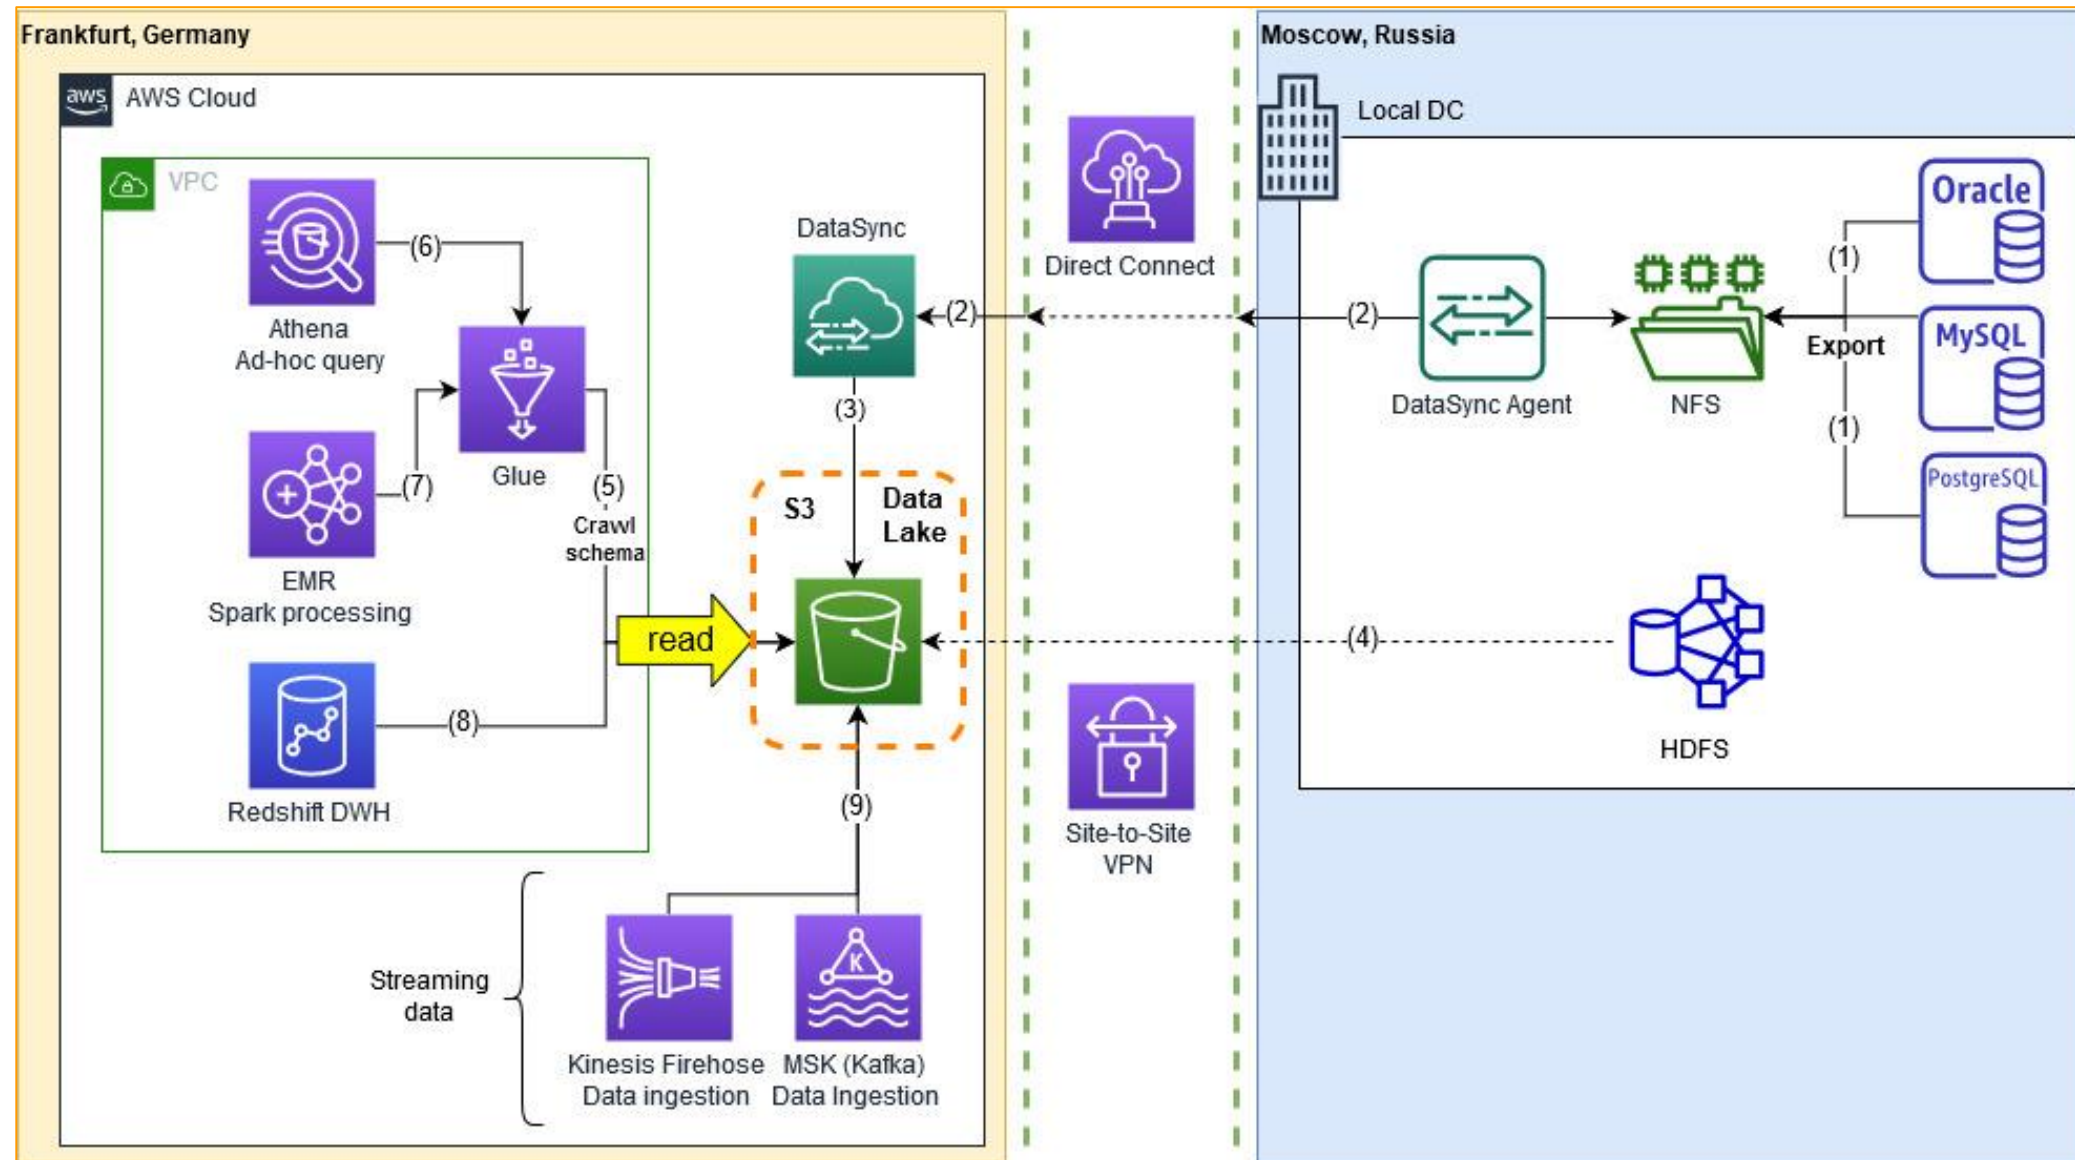 Frankfurt, Germany
aws
AWS Cloud
VPC
(6)
Athena
Ad-hoc query
Glue
(7)
EMR
Spark processing
(5)
Crawl
schema
(8)
Redshift DWH
read
DataSync
(2)
(3)
S3
Data
Lake
(9)
Streaming
data
Kinesis Firehose
Data ingestion
K
MSK (Kafka)
Data Ingestion
Direct Connect
Site-to-Site
VPN
Moscow, Russia
Local DC
(2)
DataSync Agent
NFS
(1)
Export
(1)
Oracle
MySQL
PostgreSQL
(4)
HDFS